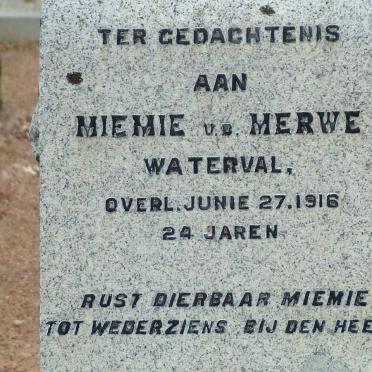 TER GEDACHTENIS
AAN
MIEMIE v.d. MERWE
WATERVAL,
OVERL. JUNIE 27. 1916
24 JAREN
RUST DIERBAAR MIEMIE
TOT WEDERZIENS BIJ DEN HEE